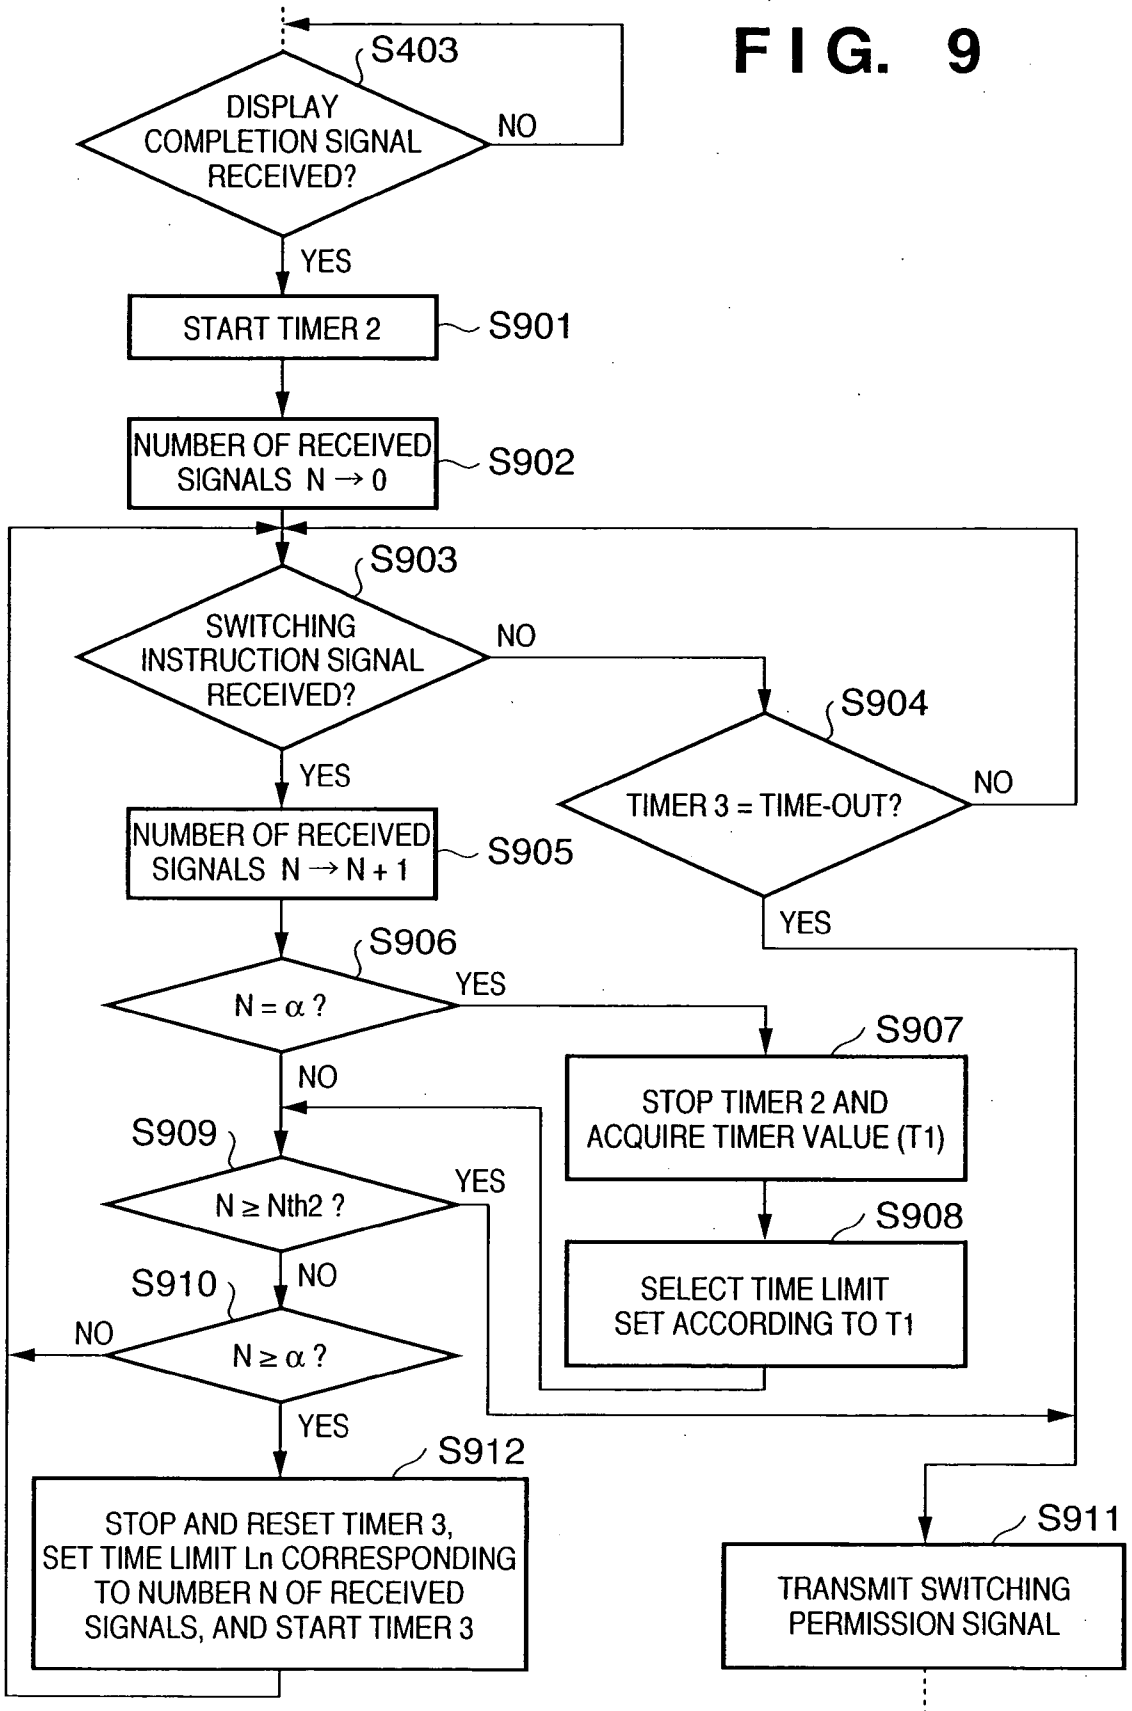 FIG. 9
S403
DISPLAY
COMPLETION SIGNAL
RECEIVED?
NO
YES
START TIMER 2
S901
NUMBER OF RECEIVED
SIGNALS N → 0
S902
S903
SWITCHING
INSTRUCTION SIGNAL
RECEIVED?
NO
YES
S904
TIMER 3 = TIME-OUT?
NO
YES
NUMBER OF RECEIVED
SIGNALS N → N + 1
S905
S906
N = α ?
YES
NO
S907
STOP TIMER 2 AND
ACQUIRE TIMER VALUE (T1)
S908
SELECT TIME LIMIT
SET ACCORDING TO T1
S909
N ≥ Nth2 ?
YES
NO
S910
N ≥ α ?
NO
YES
S912
STOP AND RESET TIMER 3,
SET TIME LIMIT Ln CORRESPONDING
TO NUMBER N OF RECEIVED
SIGNALS, AND START TIMER 3
S911
TRANSMIT SWITCHING
PERMISSION SIGNAL